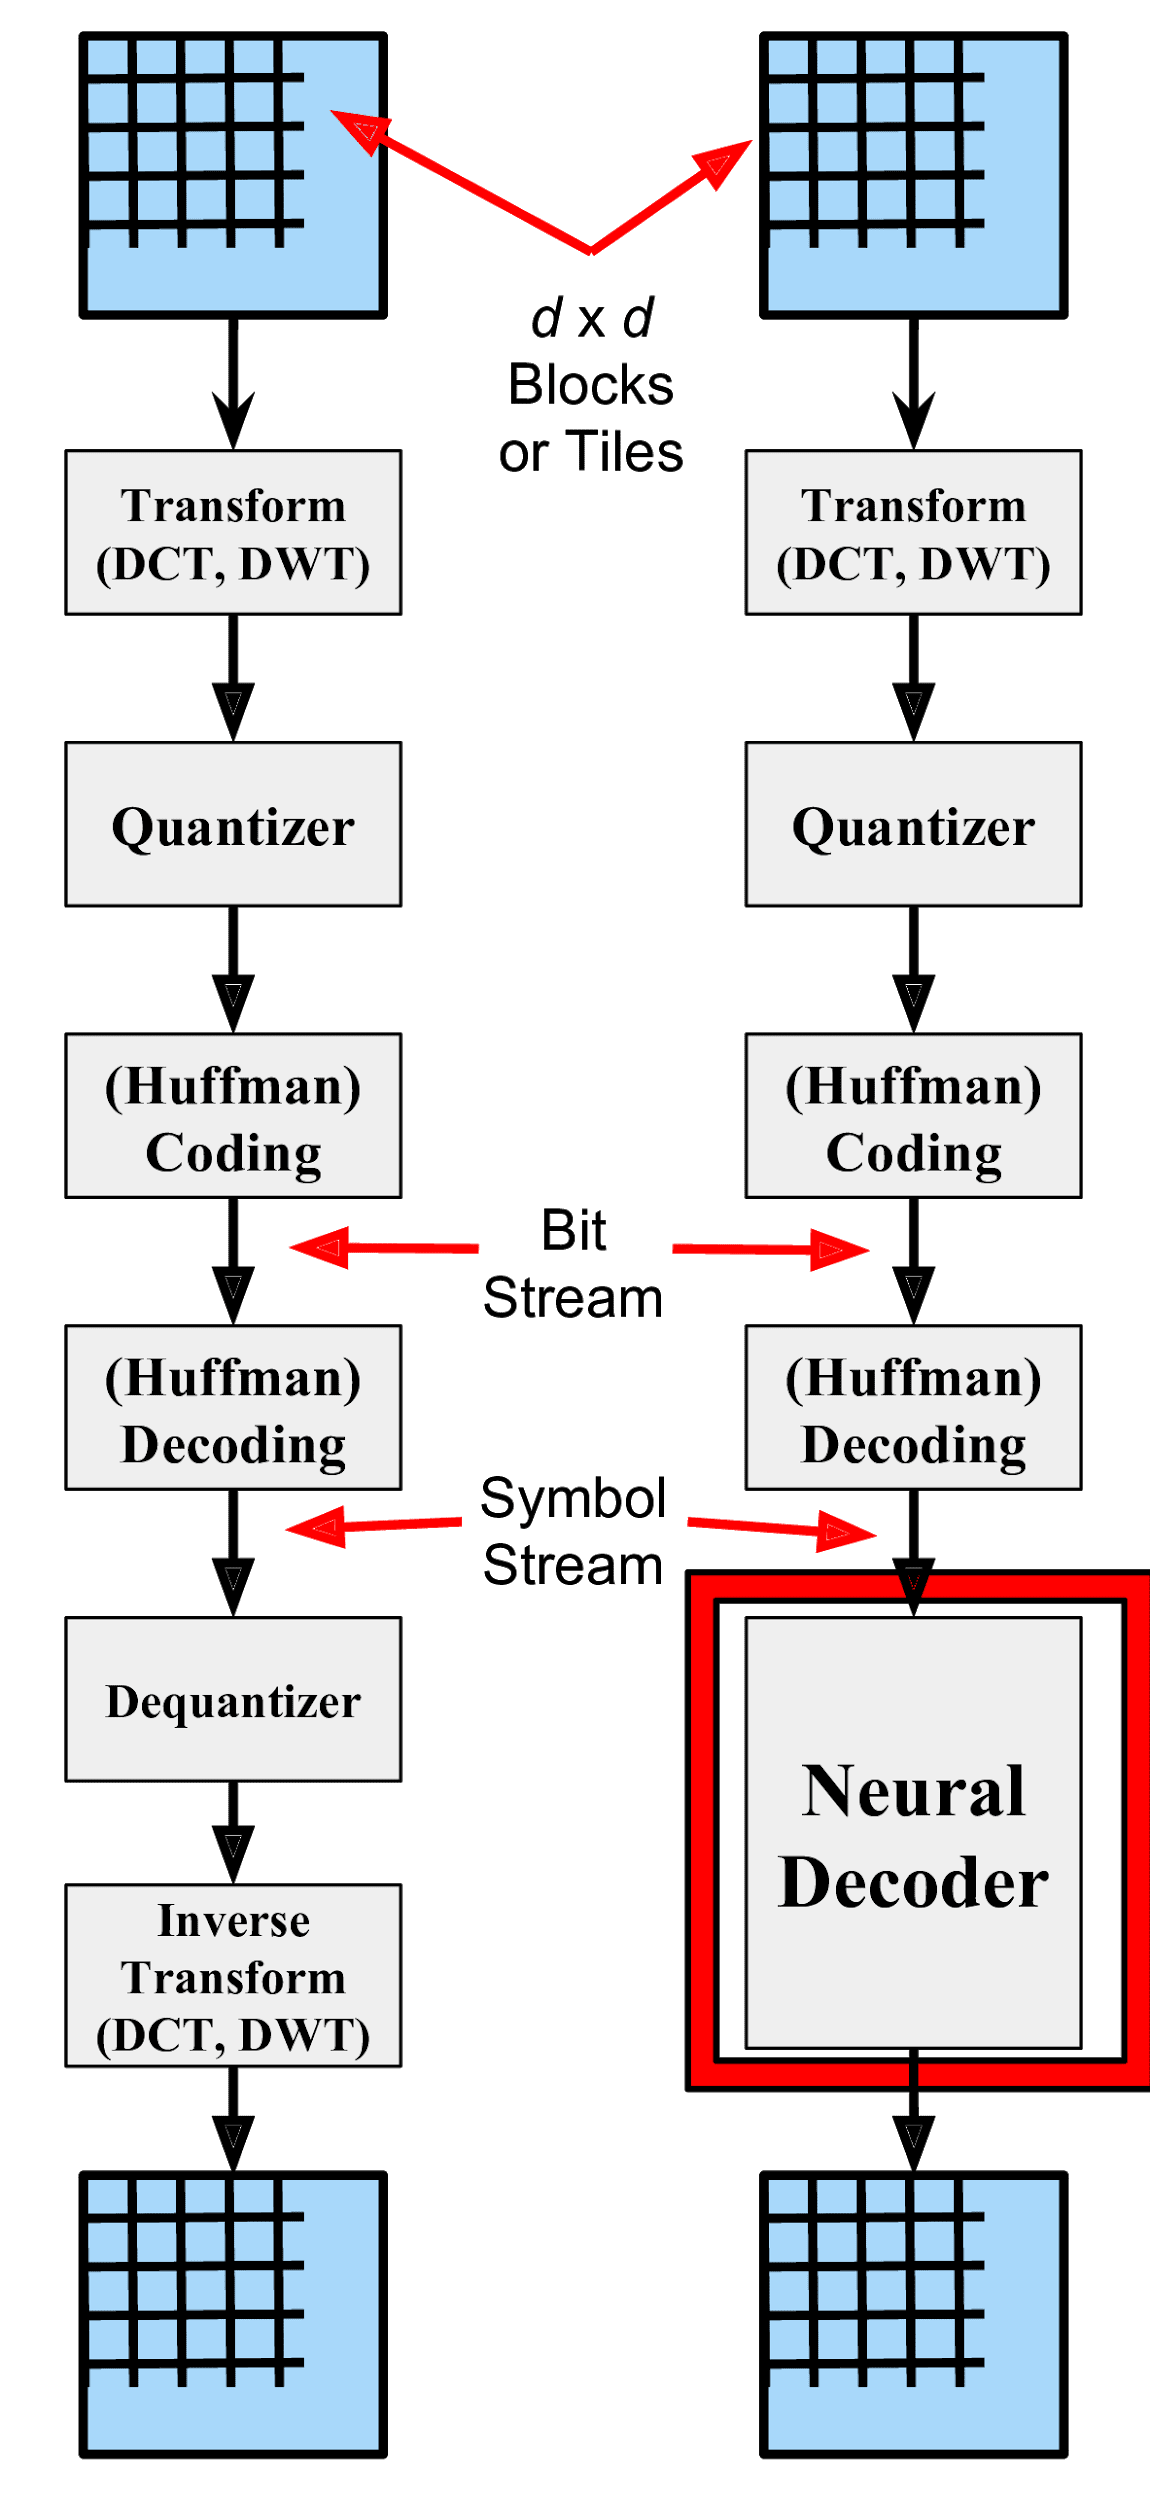 d x d
Blocks
or Tiles
Transform
(DCT, DWT)
Transform
(DCT, DWT)
Quantizer
Quantizer
(Huffman)
Coding
(Huffman)
Coding
Bit
Stream
(Huffman)
Decoding
(Huffman)
Decoding
Symbol
Stream
Dequantizer
Neural
Decoder
Inverse
Transform
(DCT, DWT)